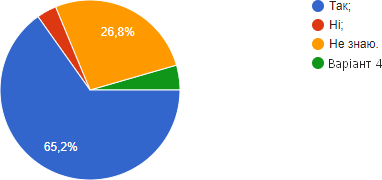 Так;
Ні;
Не знаю.
Варіант 4
26,8%
65,2%